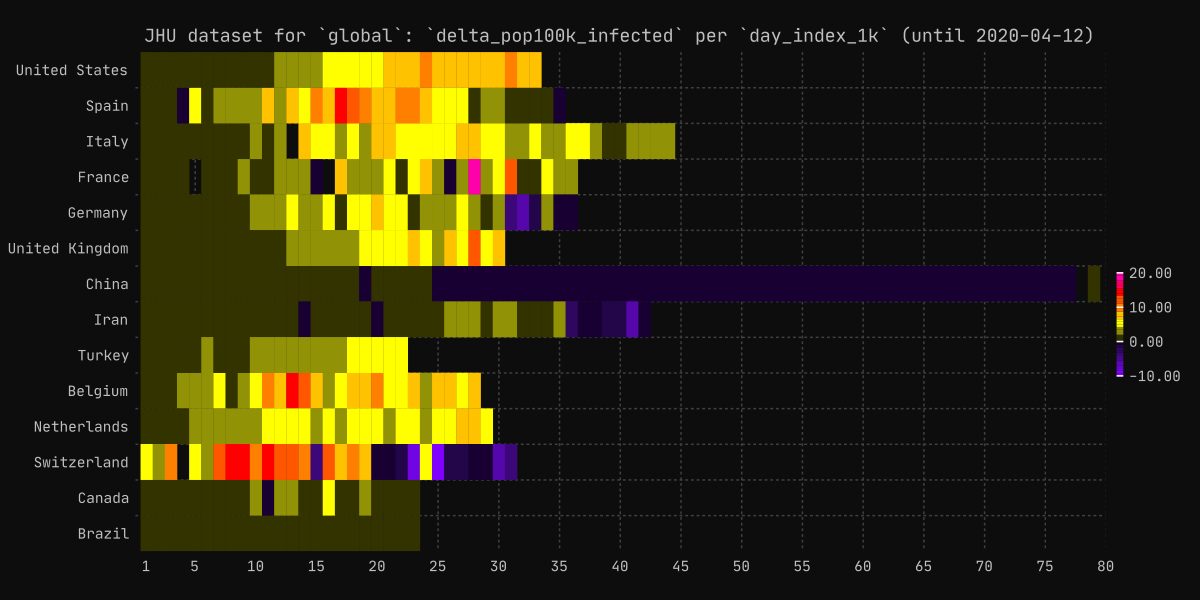 JHU dataset for `global`: `delta_pop100k_infected` per `day_index_1k` (until 2020-04-12)
United States
Spain
Italy
France
Germany
United Kingdom
China
Iran
Turkey
Belgium
Netherlands
Switzerland
Canada
Brazil
20.00
10.00
0.00
-10.00
1 5 10 15 20 25 30 35 40 45 50 55 60 65 70 75 80